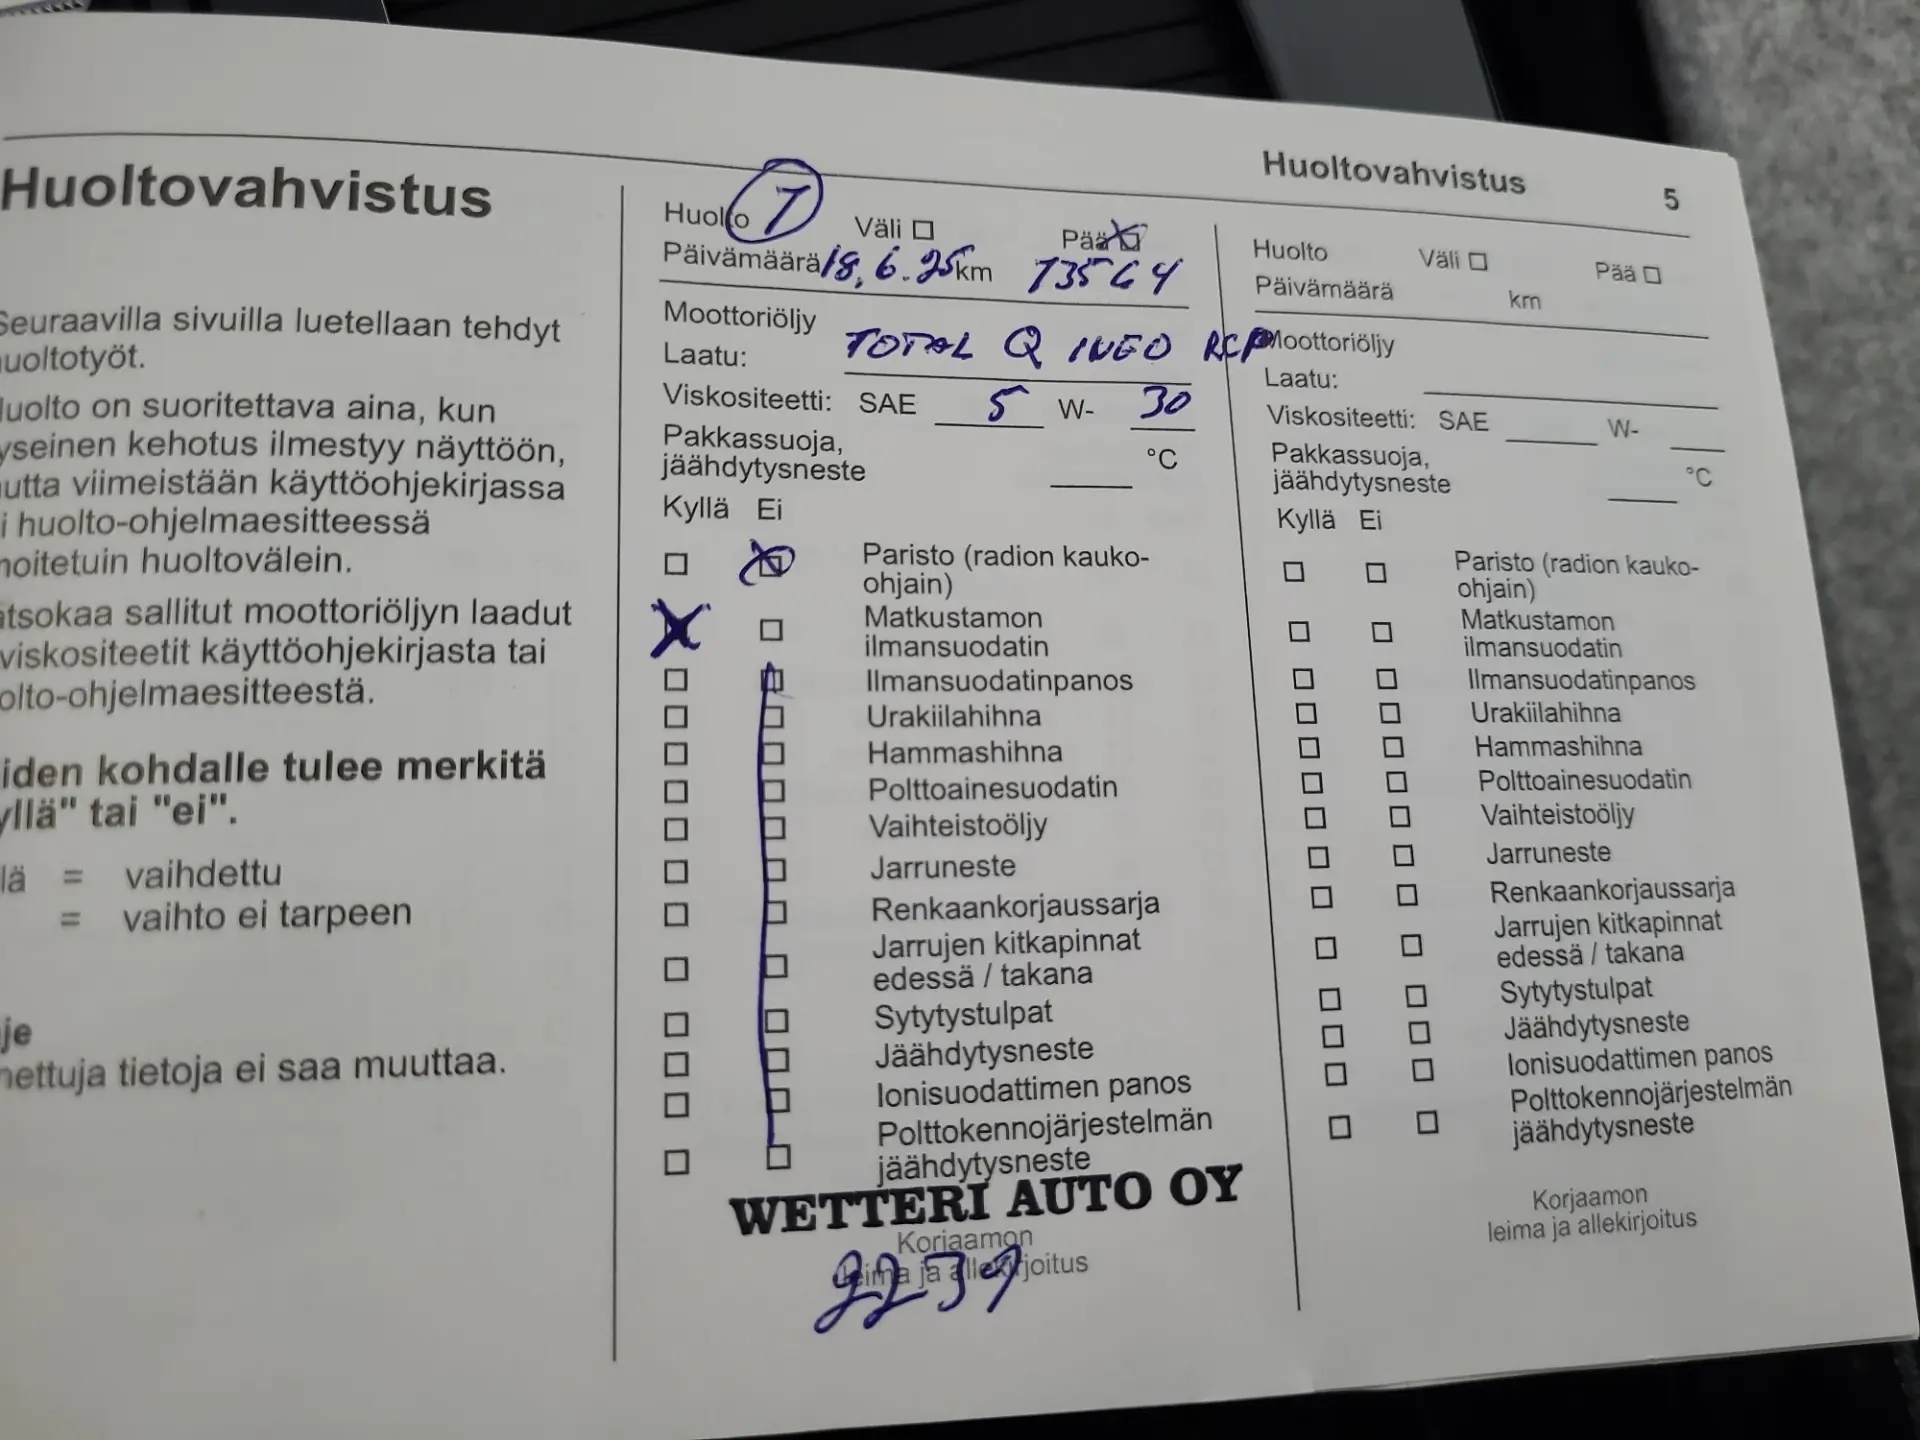 Huoltovahvistus
Seuraavilla sivuilla luetellaan tehdyt
huoltotyöt.
Huolto on suoritettava aina, kun
kyseinen kehotus ilmestyy näyttöön,
mutta viimeistään käyttöohjekirjassa
i huolto-ohjelmaesitteessä
moitetuin huoltovälein.
atsokaa sallitut moottoriöljyn laadut
viskositeetit käyttöohjekirjasta tai
olto-ohjelmaesitteestä.
iden kohdalle tulee merkitä
yllä" tai "ei".
lä = vaihdettu
= vaihto ei tarpeen
je
nettuja tietoja ei saa muuttaa.
Huoltovahvistus 5
Huolto Väli Pää
Päivämäärä 18.6.25 km 73564
Moottoriöljy
Laatu: TOTAL Q INEO RCP
Viskositeetti: SAE 5 W- 30
Pakkassuoja,
jäähdytysneste °C
Kyllä Ei
Paristo (radion kauko-
ohjain)
Matkustamon
ilmansuodatin
Ilmansuodatinpanos
Urakiilahihna
Hammashihna
Polttoainesuodatin
Vaihteistoöljy
Jarruneste
Renkaankorjaussarja
Jarrujen kitkapinnat
edessä / takana
Sytytystulpat
Jäähdytysneste
Ionisuodattimen panos
Polttokennojärjestelmän
jäähdytysneste
WETTERI AUTO OY
Korjaamon
leima ja allekirjoitus
2239
Huolto Väli Pää
Päivämäärä km
Moottoriöljy
Laatu:
Viskositeetti: SAE W-
Pakkassuoja,
jäähdytysneste °C
Kyllä Ei
Paristo (radion kauko-
ohjain)
Matkustamon
ilmansuodatin
Ilmansuodatinpanos
Urakiilahihna
Hammashihna
Polttoainesuodatin
Vaihteistoöljy
Jarruneste
Renkaankorjaussarja
Jarrujen kitkapinnat
edessä / takana
Sytytystulpat
Jäähdytysneste
Ionisuodattimen panos
Polttokennojärjestelmän
jäähdytysneste
Korjaamon
leima ja allekirjoitus